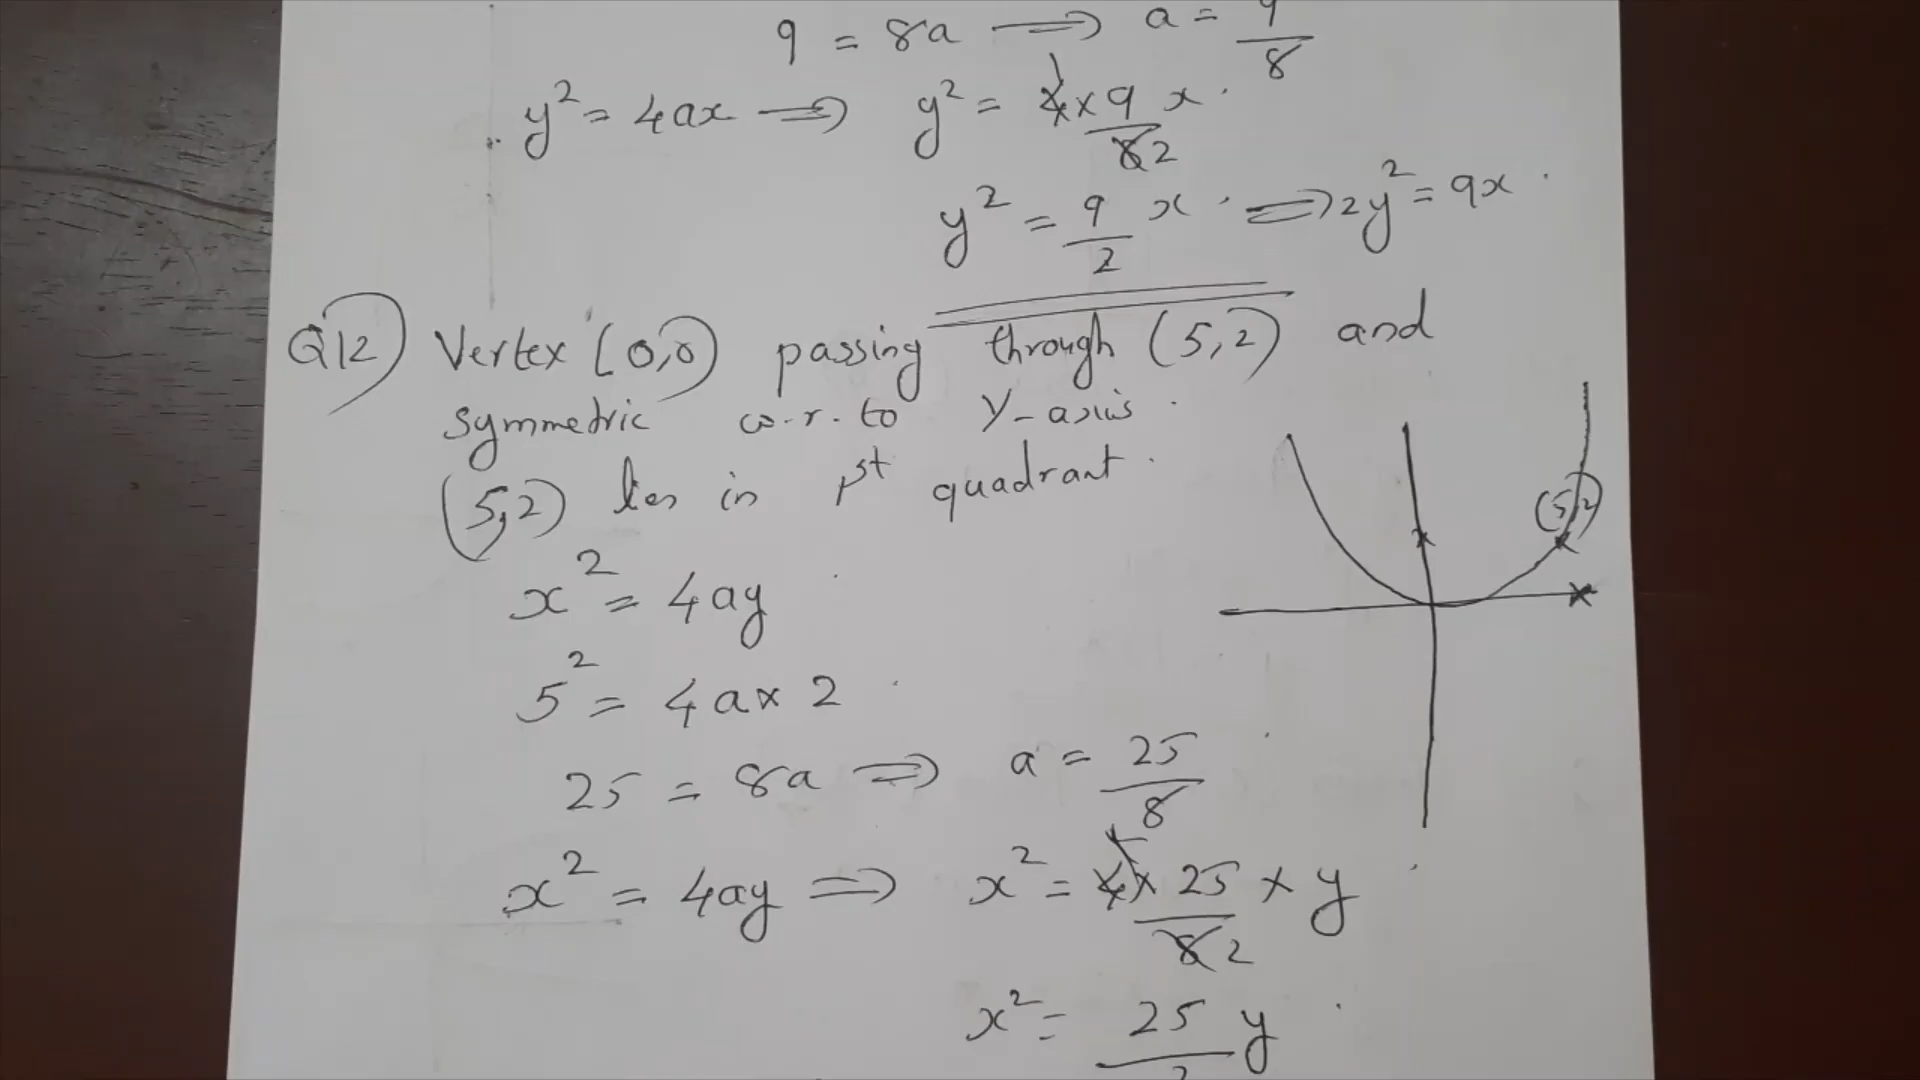 9 = 8a ⟹ a = 9/8
y² = 4ax ⟹ y² = 4×9/8 2 x.
y² = 9/2 x. ⟹ 2y² = 9x.
Q12) Vertex (0,0) passing through (5,2) and
symmetric w.r.to Y-axis.
(5,2) lies in 1st quadrant.
(5,2)
x² = 4ay
5² = 4a×2
25 = 8a ⟹ a = 25/8
x² = 4ay ⟹ x² = 4×25/8 2 × y
x² = 25/2 y